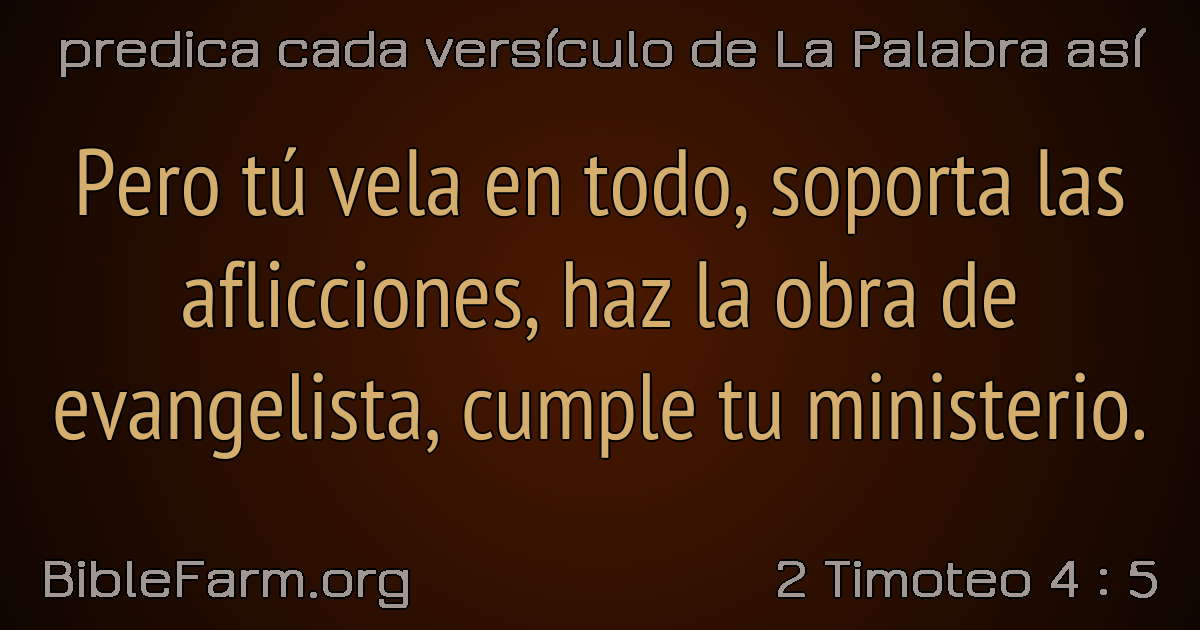 predica cada versículo de La Palabra así
Pero tú vela en todo, soporta las
aflicciones, haz la obra de
evangelista, cumple tu ministerio.
BibleFarm.org
2 Timoteo 4 : 5